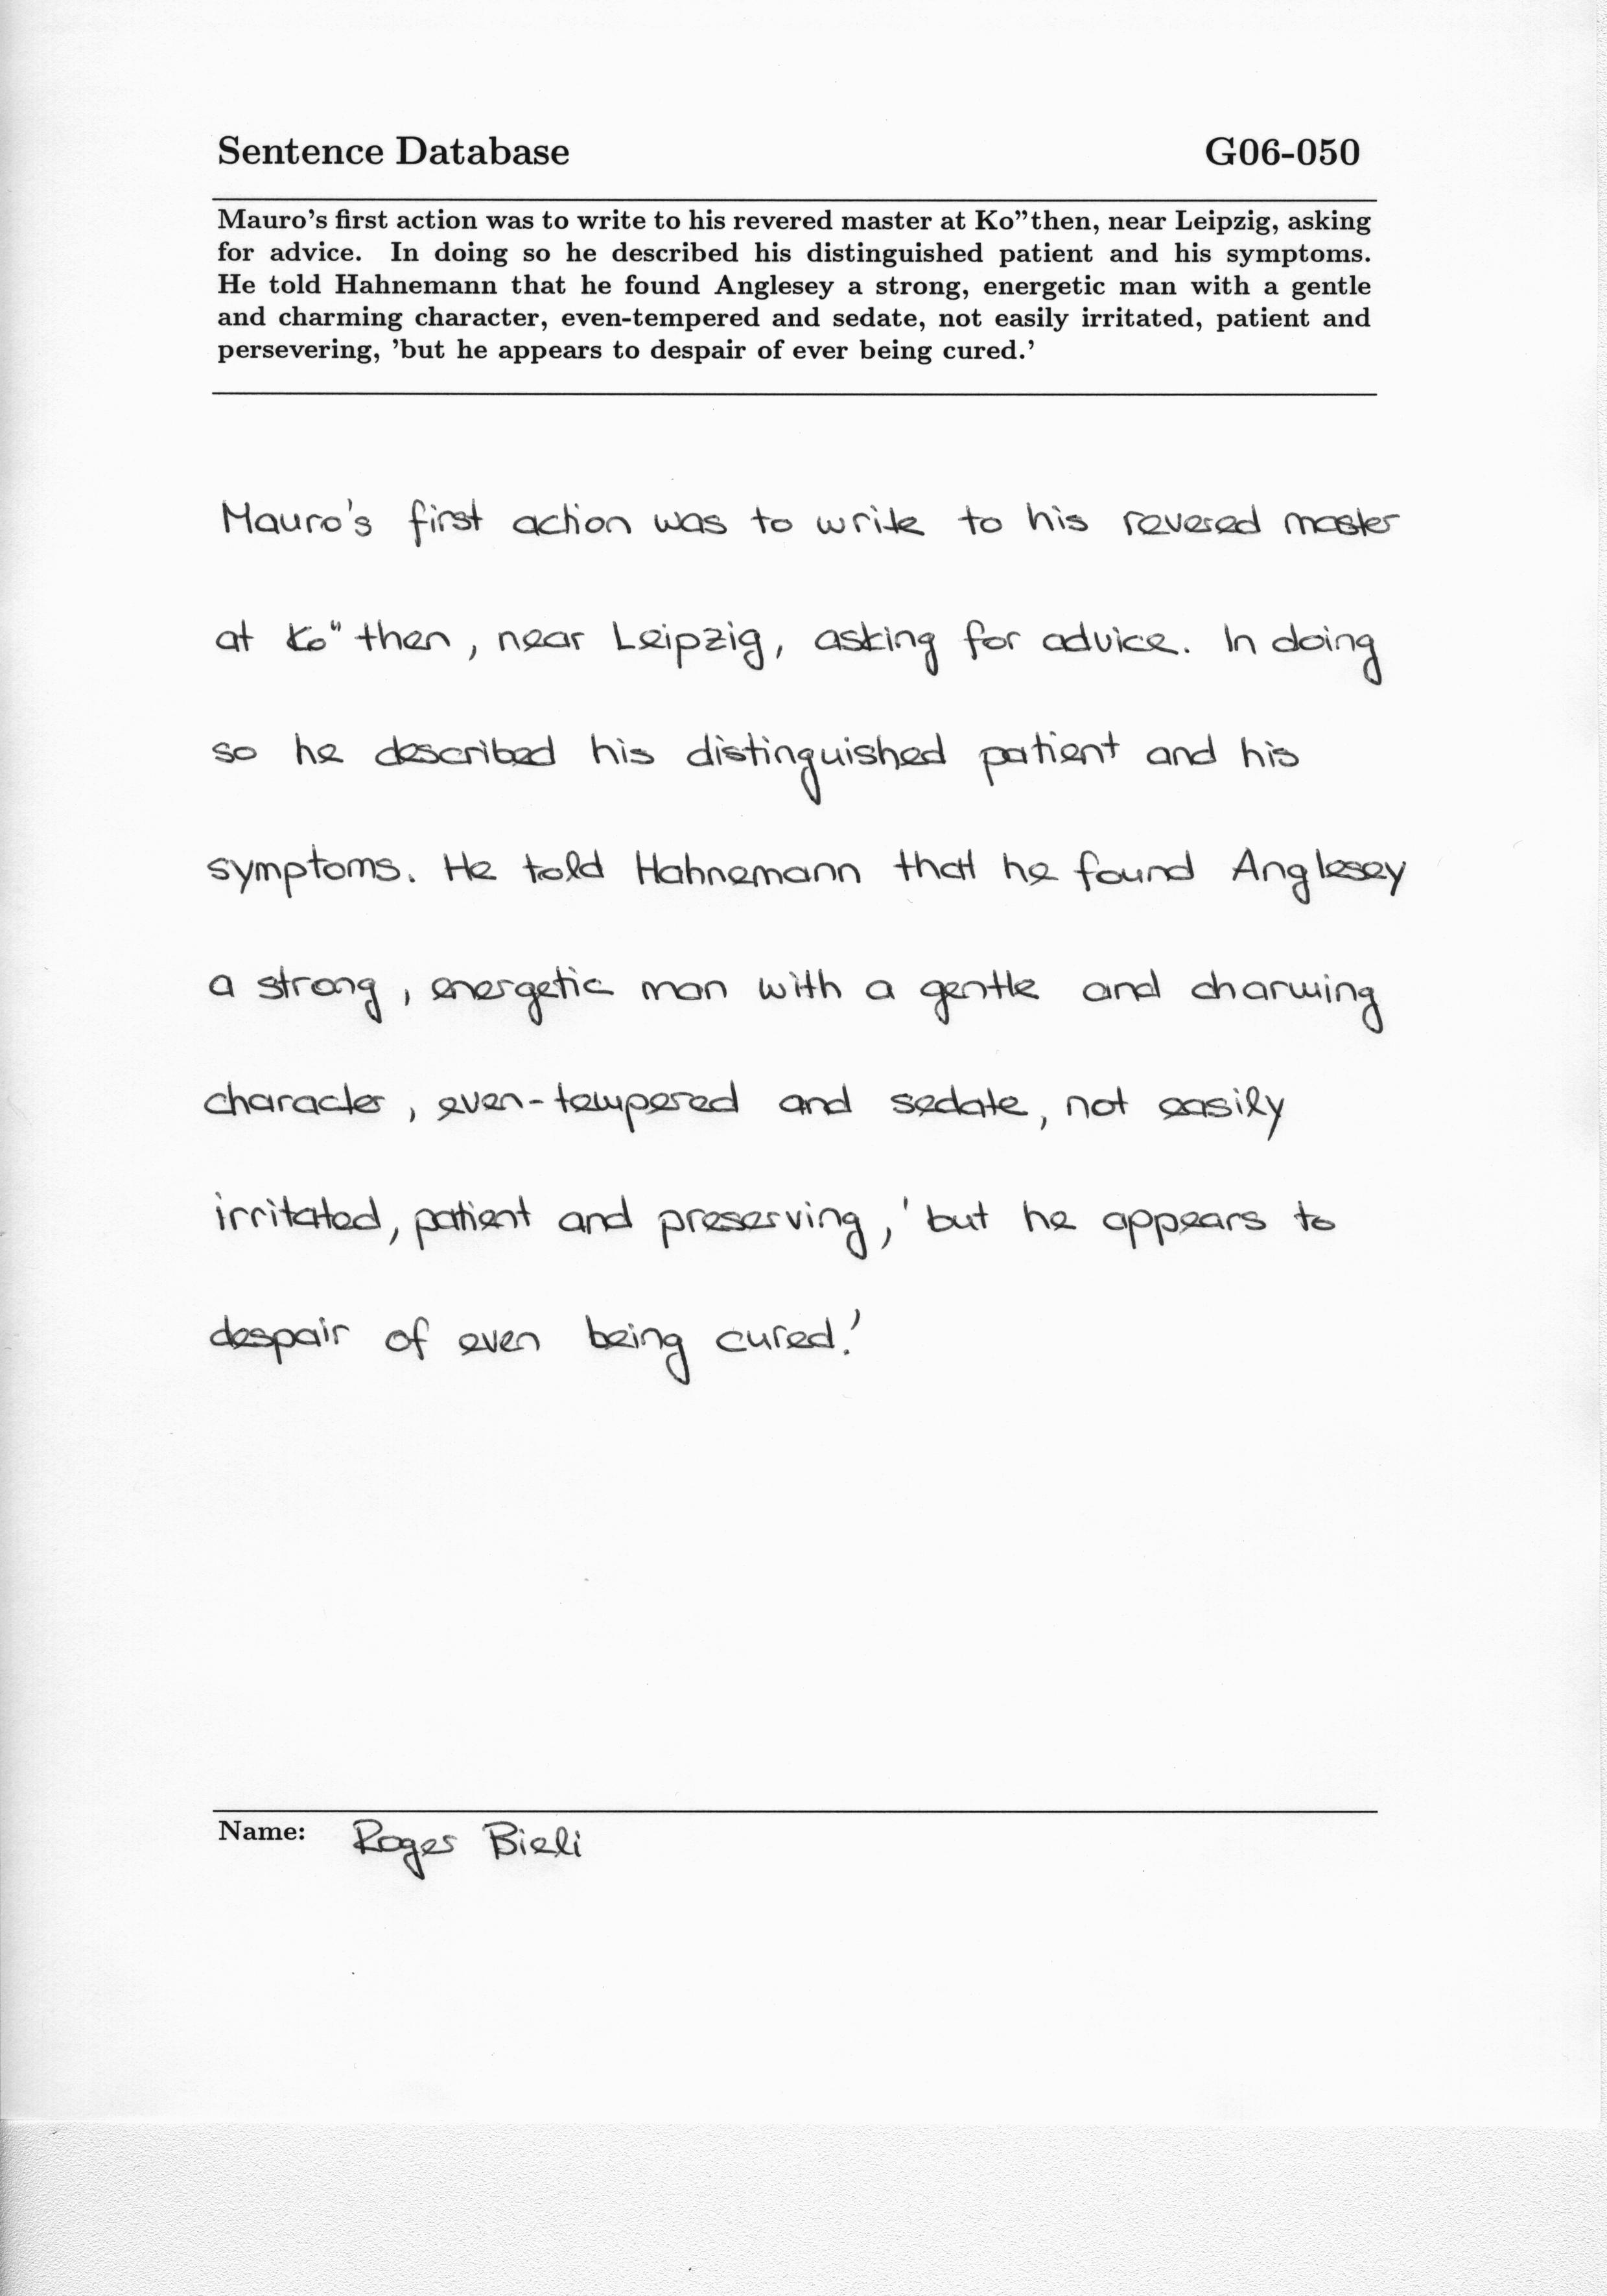 Sentence Database G06-050
Mauro's first action was to write to his revered master at Ko”then, near Leipzig, asking
for advice. In doing so he described his distinguished patient and his symptoms.
He told Hahnemann that he found Anglesey a strong, energetic man with a gentle
and charming character, even-tempered and sedate, not easily irritated, patient and
persevering, 'but he appears to despair of ever being cured.'
Mauro's first action was to write to his revered master
at Ko" then, near Leipzig, asking for advice. In doing
so he described his distinguished patient and his
symptoms. He told Hahnemann that he found Anglesey
a strong, energetic man with a gentle and charming
character, even-tempered and sedate, not easily
irritated, patient and preserving, 'but he appears to
despair of even being cured.'
Name: Roger Bieli